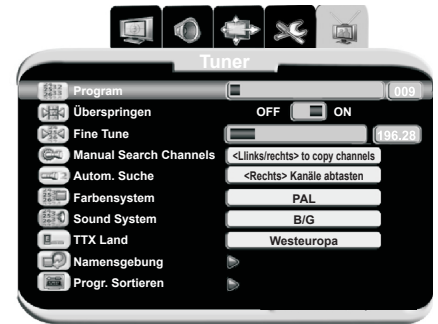 Tuner
Program 009
Überspringen OFF ON
Fine Tune 196.28
Manual Search Channels <Llinks/rechts> to copy channels
Autom. Suche <Rechts> Kanäle abtasten
Farbensystem PAL
Sound System B/G
TTX Land Westeuropa
Namensgebung
Progr. Sortieren